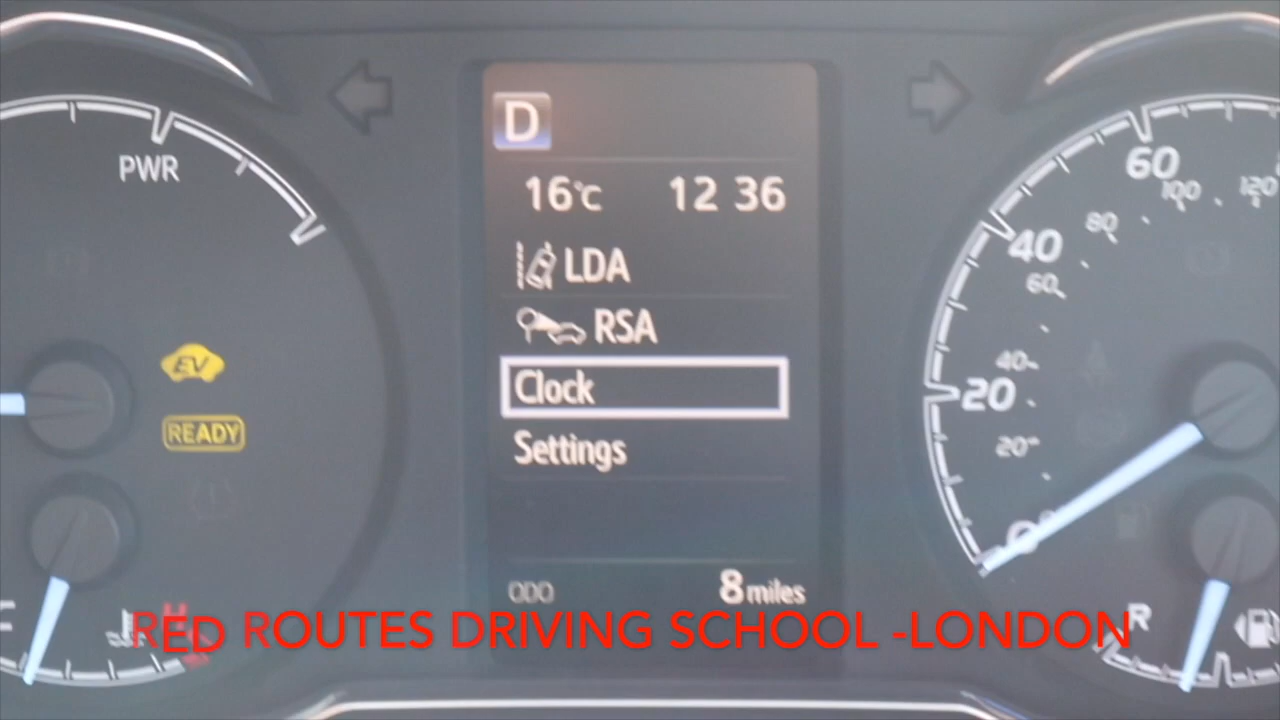 D
PWR
16°C 12 36
LDA
RSA
Clock
Settings
ODO 8 miles
EV
READY
H
60
100
120
80
40
60
40
20
20
0
R
RED ROUTES DRIVING SCHOOL -LONDON